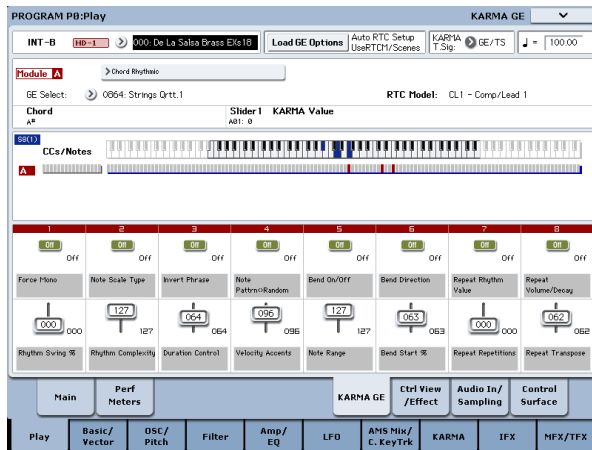 PROGRAM P0:Play
KARMA GE
INT-B HD-1 000: De La Salsa Brass EXs18 Load GE Options Auto RTC Setup KARMA GE/TS = 100.00
UseRTCM/Scenes T.Sig:
Module A Chord Rhythmic
GE Select: 0864: Strings Qrtt.1 RTC Model: CL1 - Comp/Lead 1
Chord Slider1 KARMA Value
A# A01: 0
S8(1)
CCs/Notes
A
1 2 3 4 5 6 7 8
Off Off Off Off Off Off Off Off
Off Off Off Off Off Off Off Off
Force Mono Note Scale Type Invert Phrase Note Bend On/Off Bend Direction Repeat Rhythm Repeat
Pattrn<>Random Value Volume/Decay
000 127 064 096 127 063 000 062
000 127 064 096 127 063 000 062
Rhythm Swing % Rhythm Complexity Duration Control Velocity Accents Note Range Bend Start % Repeat Repetitions Repeat Transpose
Main Perf Meters KARMA GE Ctrl View /Effect Audio In/ Sampling Control Surface
Play Basic/ Vector OSC/ Pitch Filter Amp/ EQ LFO AMS Mix/ C. KeyTrk KARMA IFX MFX/TFX